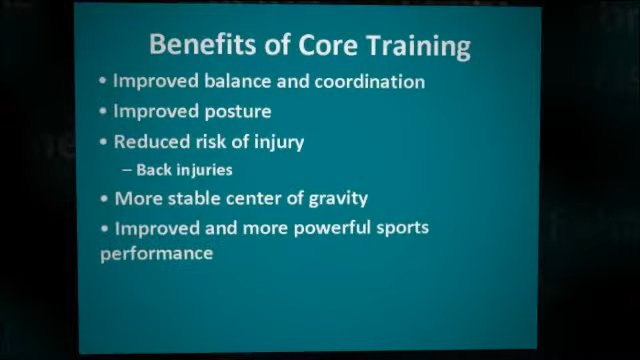 Benefits of Core Training
• Improved balance and coordination
• Improved posture
• Reduced risk of injury
– Back injuries
• More stable center of gravity
• Improved and more powerful sports
performance